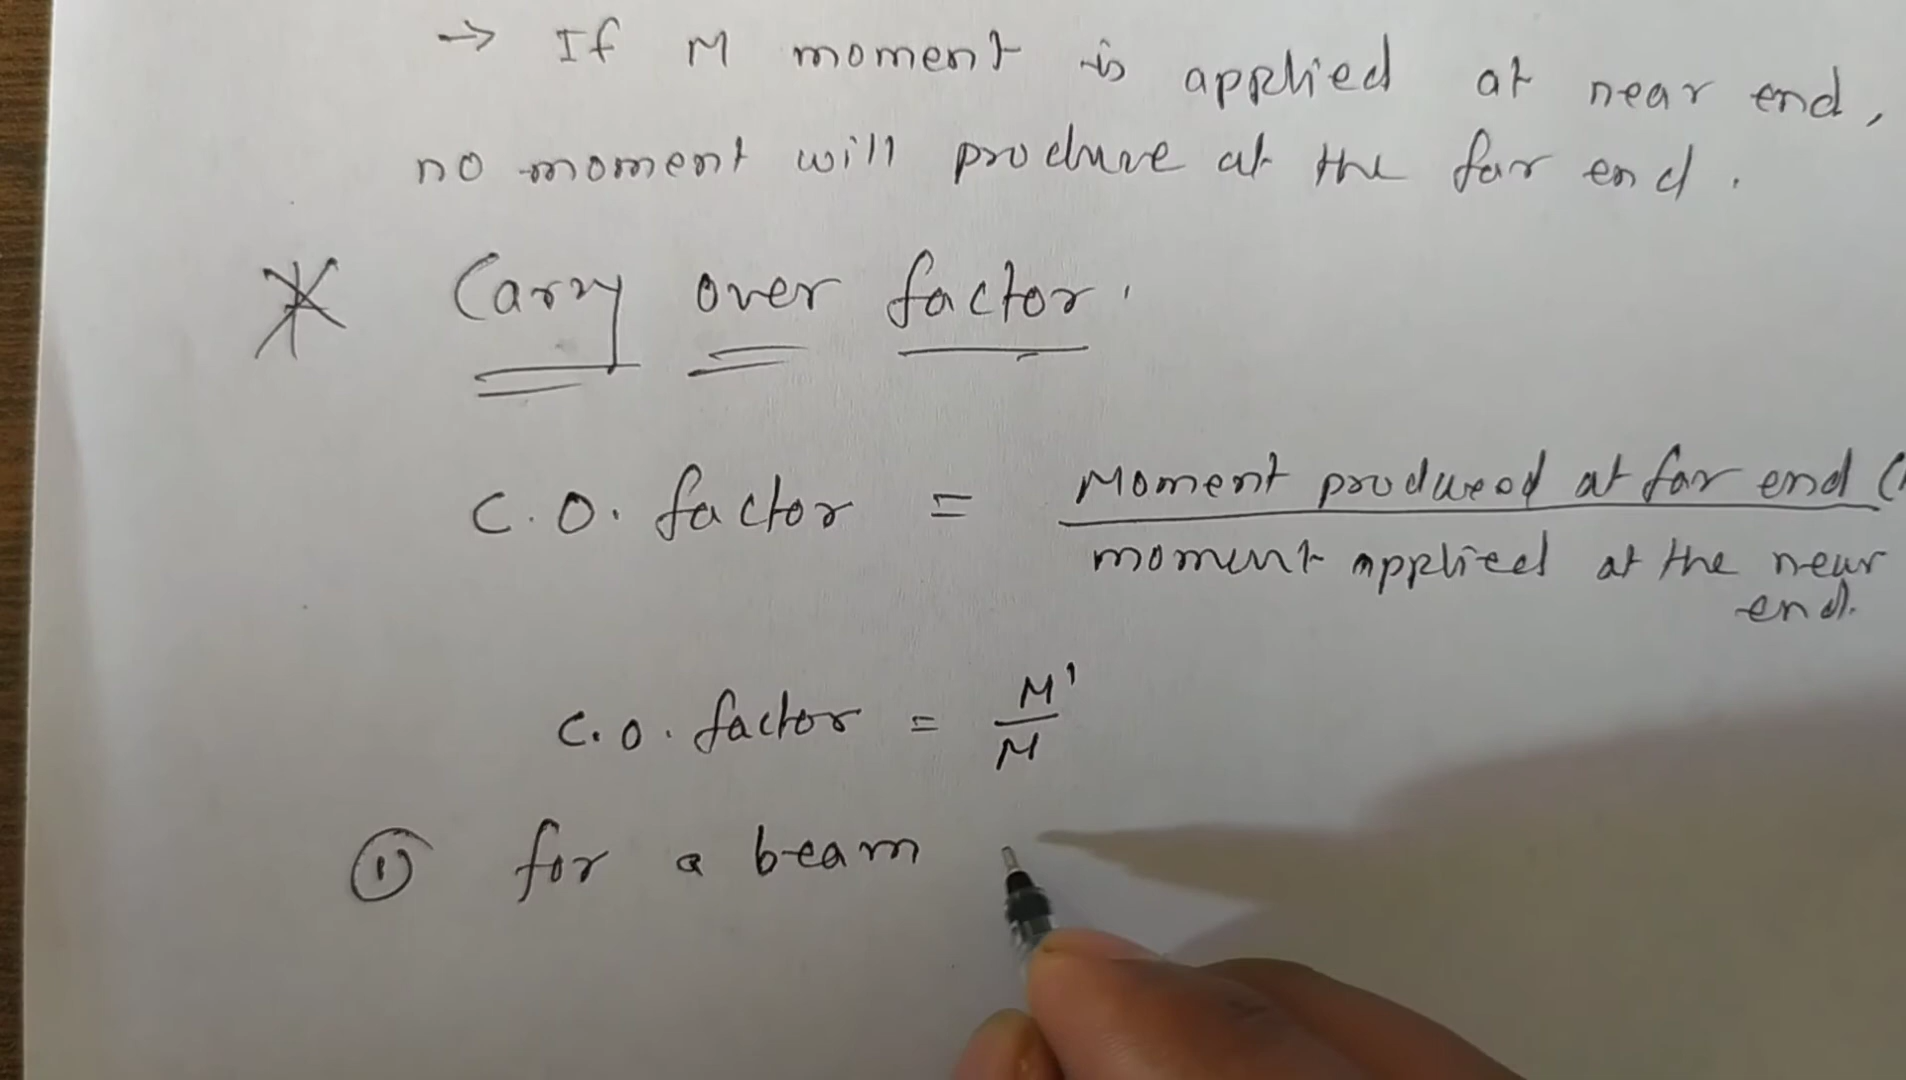 → If M moment is applied at near end,
no moment will produce at the far end.
* Carry over factor.
C.O. factor = Moment produced at far end (
moment applied at the near
end.
C.O. factor = M'
M
① for a beam